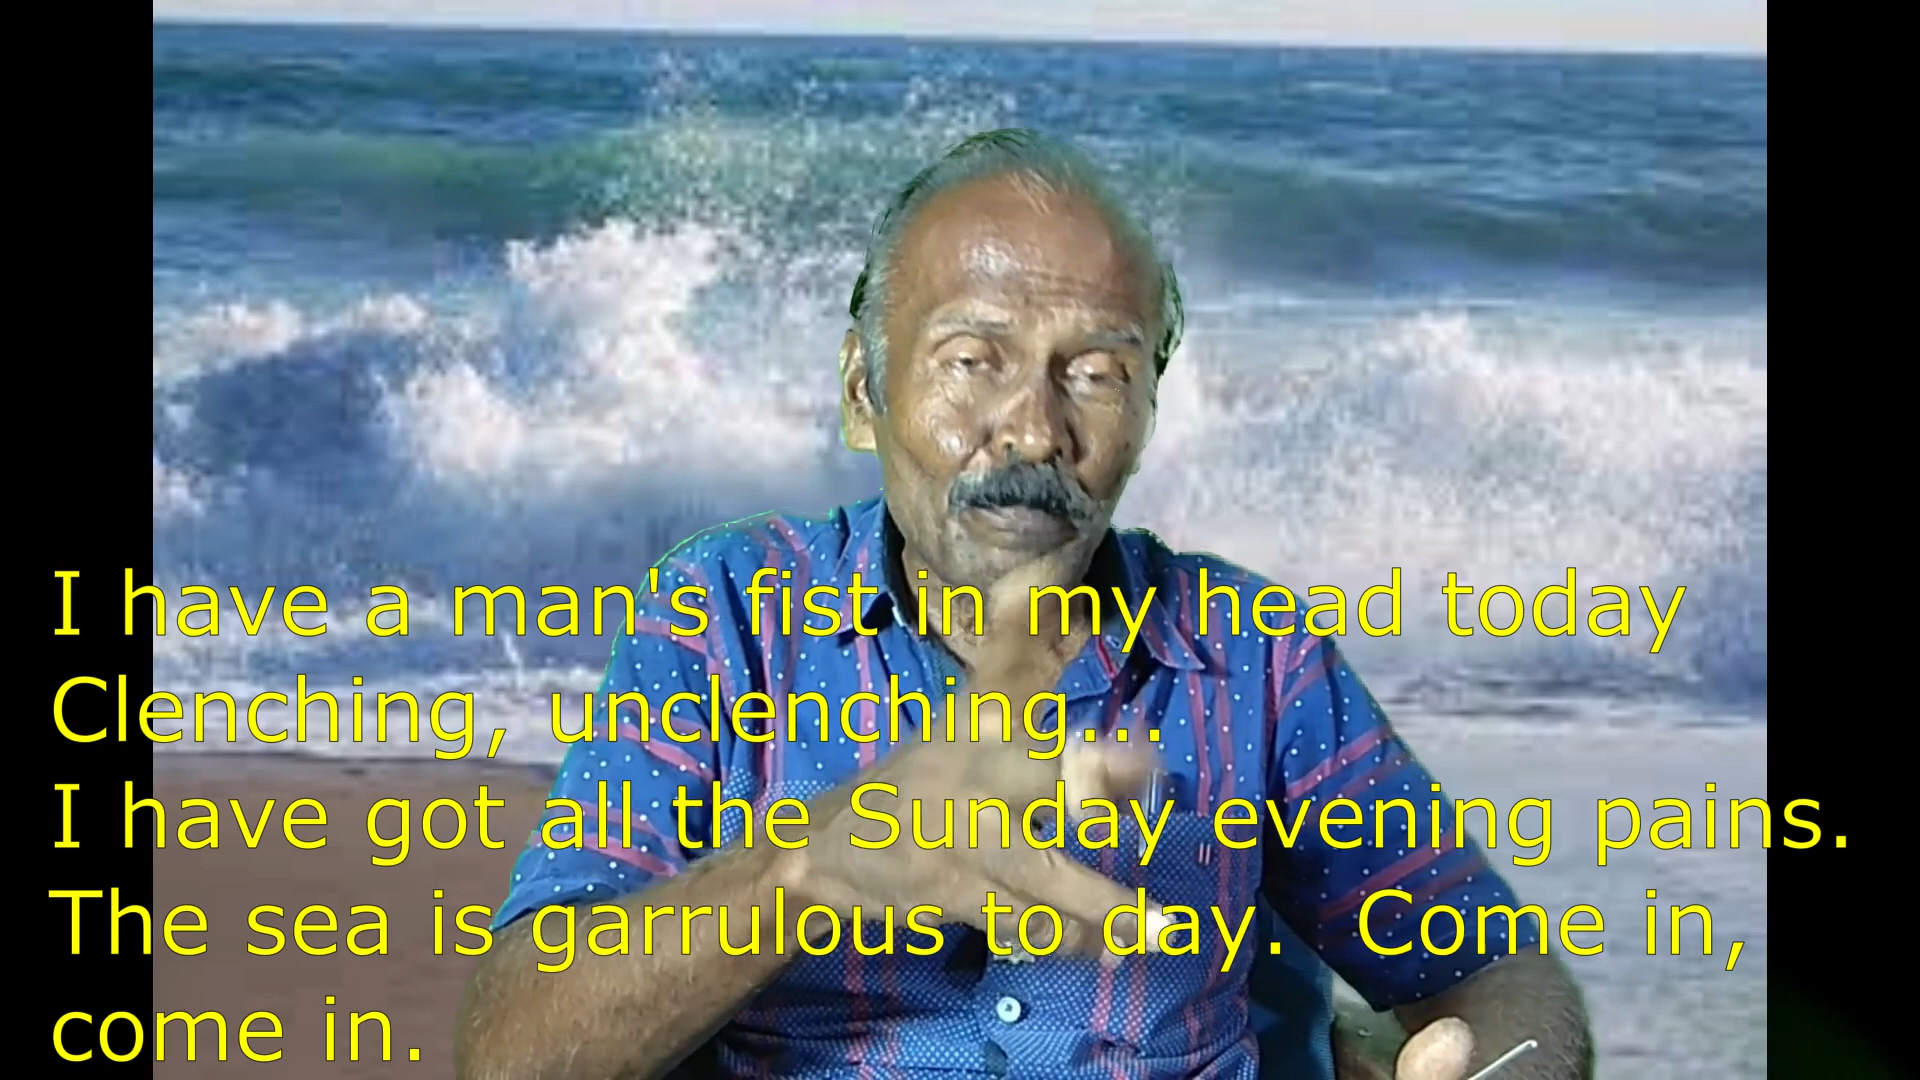 I have a man's fist in my head today
Clenching, unclenching...
I have got all the Sunday evening pains.
The sea is garrulous to day.  Come in,
come in.